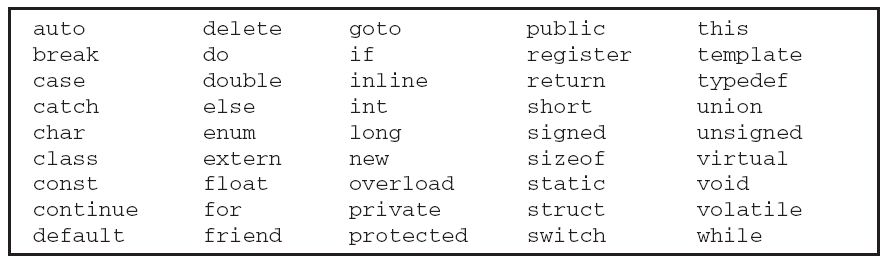 auto delete goto public this
break do if register template
case double inline return typedef
catch else int short union
char enum long signed unsigned
class extern new sizeof virtual
const float overload static void
continue for private struct volatile
default friend protected switch while